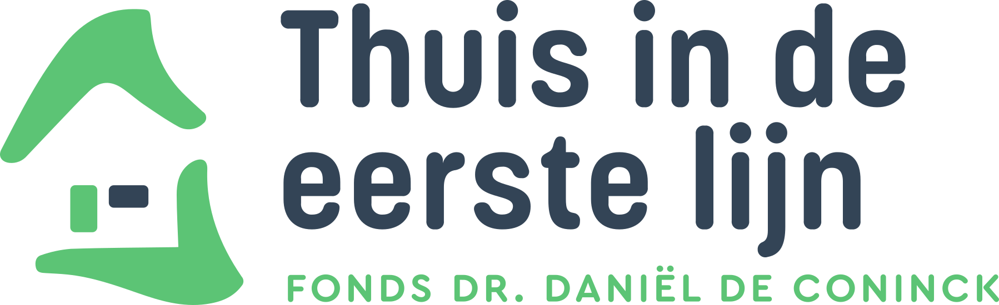 Thuis in de
eerste lijn
FONDS DR. DANIËL DE CONINCK